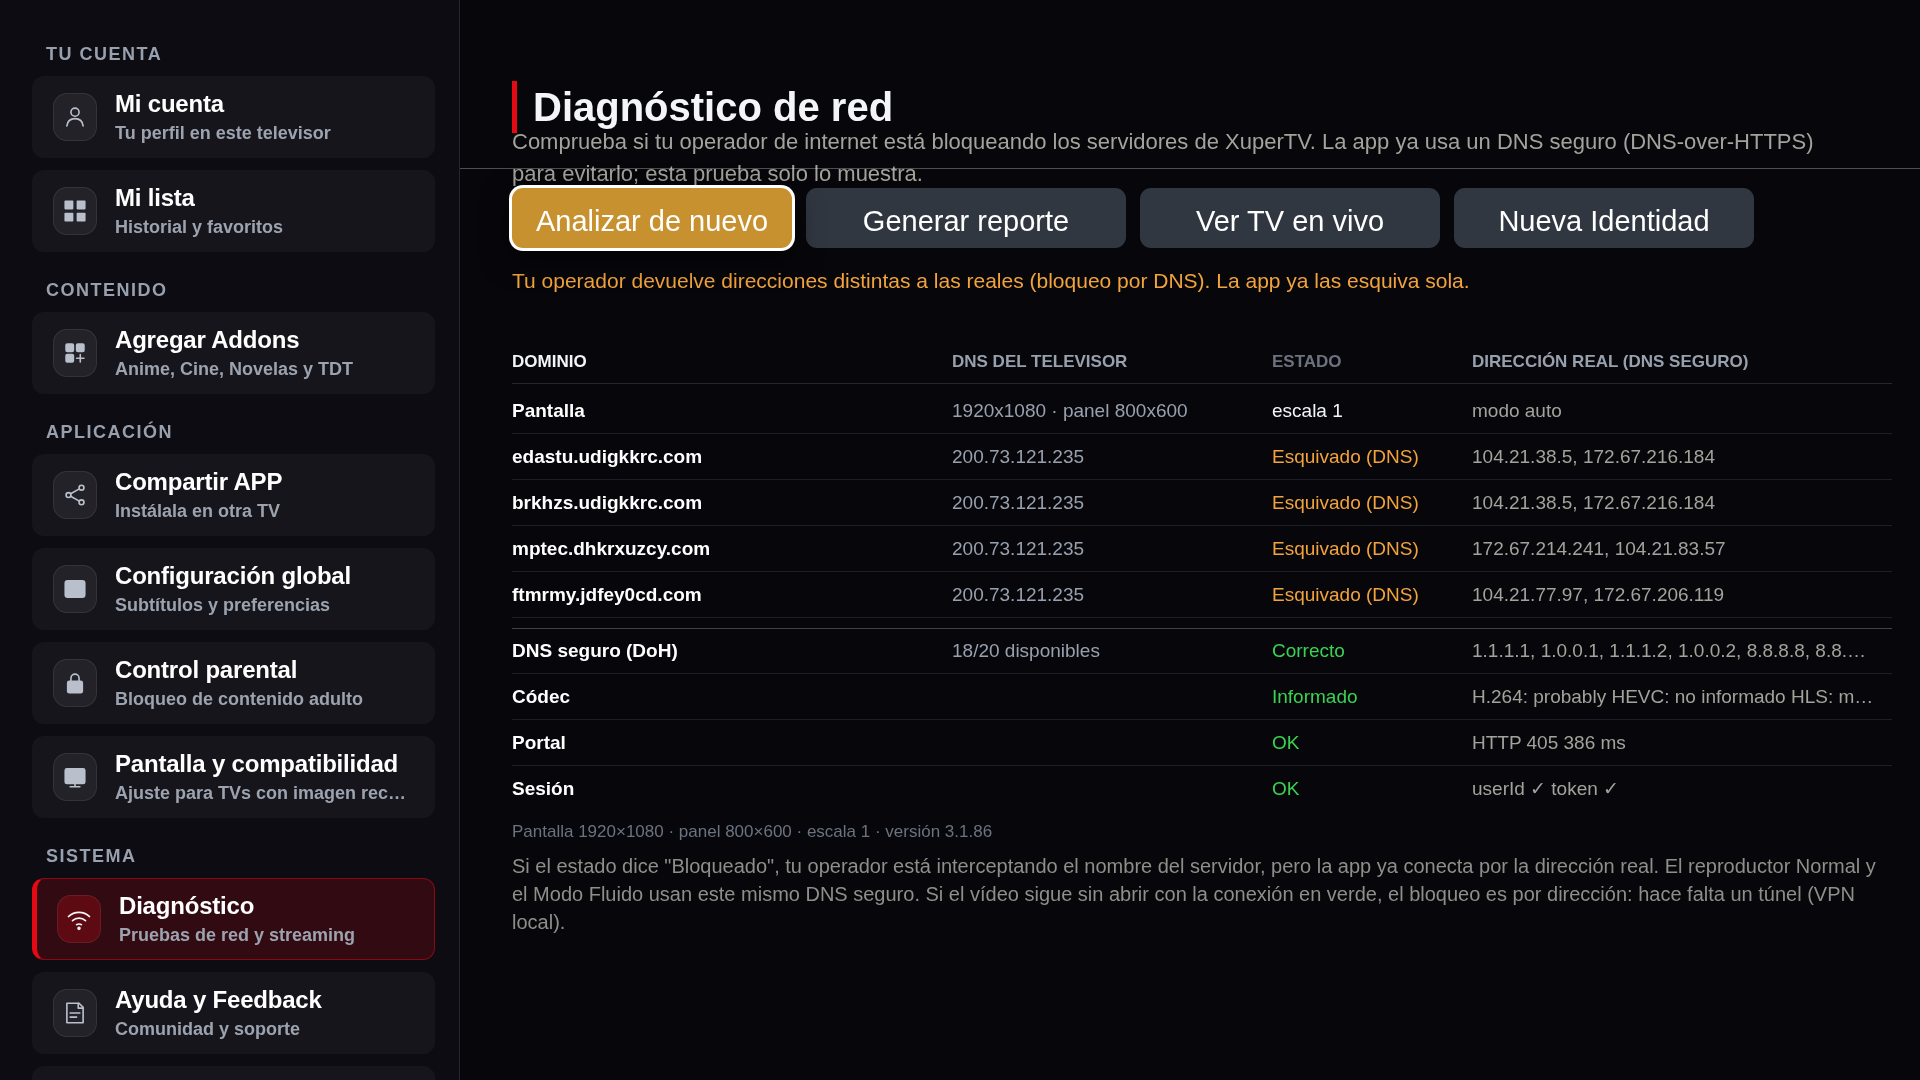 TU CUENTA
Mi cuenta
Tu perfil en este televisor
Mi lista
Historial y favoritos
CONTENIDO
Agregar Addons
Anime, Cine, Novelas y TDT
APLICACIÓN
Compartir APP
Instálala en otra TV
Configuración global
Subtítulos y preferencias
Control parental
Bloqueo de contenido adulto
Pantalla y compatibilidad
Ajuste para TVs con imagen rec…
SISTEMA
Diagnóstico
Pruebas de red y streaming
Ayuda y Feedback
Comunidad y soporte
Diagnóstico de red
Comprueba si tu operador de internet está bloqueando los servidores de XuperTV. La app ya usa un DNS seguro (DNS-over-HTTPS)
para evitarlo; esta prueba solo lo muestra.
Analizar de nuevo Generar reporte Ver TV en vivo Nueva Identidad
Tu operador devuelve direcciones distintas a las reales (bloqueo por DNS). La app ya las esquiva sola.
DOMINIO DNS DEL TELEVISOR ESTADO DIRECCIÓN REAL (DNS SEGURO)
Pantalla 1920x1080 · panel 800x600 escala 1 modo auto
edastu.udigkkrc.com 200.73.121.235 Esquivado (DNS) 104.21.38.5, 172.67.216.184
brkhzs.udigkkrc.com 200.73.121.235 Esquivado (DNS) 104.21.38.5, 172.67.216.184
mptec.dhkrxuzcy.com 200.73.121.235 Esquivado (DNS) 172.67.214.241, 104.21.83.57
ftmrmy.jdfey0cd.com 200.73.121.235 Esquivado (DNS) 104.21.77.97, 172.67.206.119
DNS seguro (DoH) 18/20 disponibles Correcto 1.1.1.1, 1.0.0.1, 1.1.1.2, 1.0.0.2, 8.8.8.8, 8.8.…
Códec Informado H.264: probably HEVC: no informado HLS: m…
Portal OK HTTP 405 386 ms
Sesión OK userId ✓ token ✓
Pantalla 1920×1080 · panel 800×600 · escala 1 · versión 3.1.86
Si el estado dice "Bloqueado", tu operador está interceptando el nombre del servidor, pero la app ya conecta por la dirección real. El reproductor Normal y
el Modo Fluido usan este mismo DNS seguro. Si el vídeo sigue sin abrir con la conexión en verde, el bloqueo es por dirección: hace falta un túnel (VPN
local).